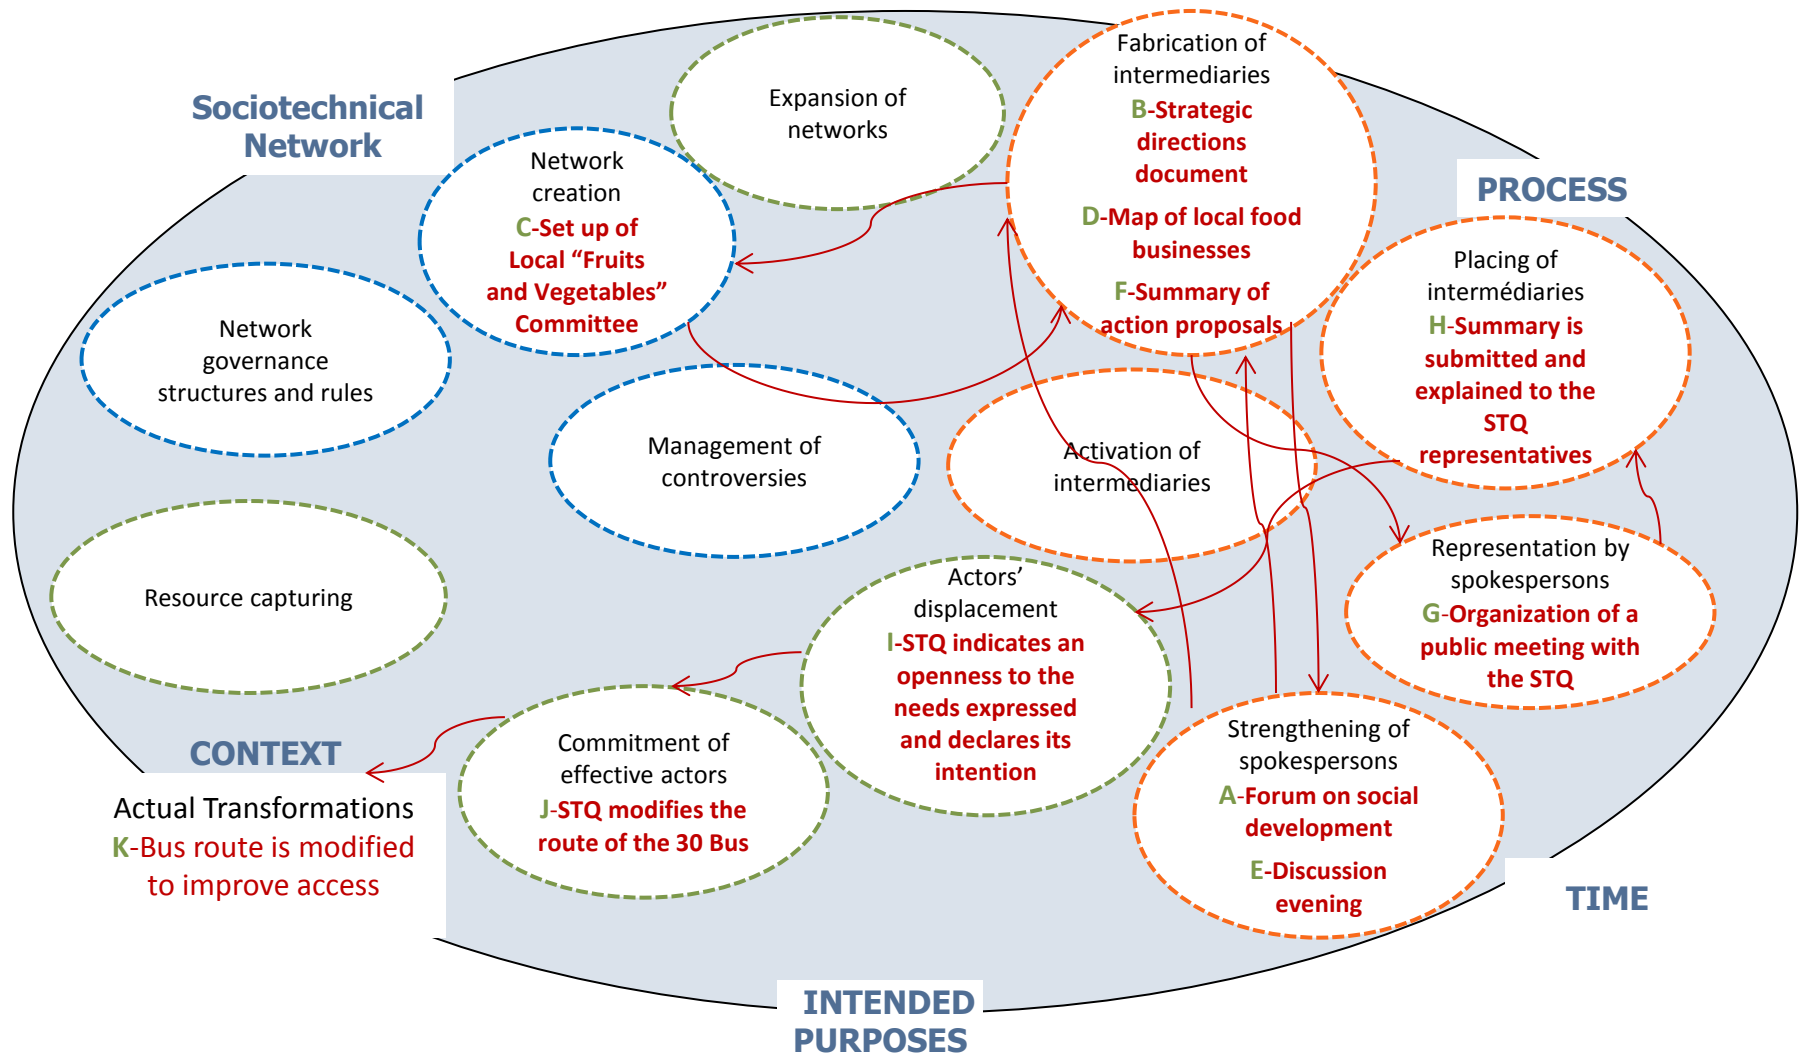 Sociotechnical
Network
Expansion of
networks
Fabrication of
intermediaries
B-Strategic
directions
document
D-Map of local food
businesses
F-Summary of
action proposals
PROCESS
Network
creation
C-Set up of
Local “Fruits
and Vegetables”
Committee
Placing of
intermédiaries
H-Summary is
submitted and
explained to the
STQ
representatives
Network
governance
structures and rules
Management of
controversies
Activation of
intermediaries
Resource capturing
Actors’
displacement
I-STQ indicates an
openness to the
needs expressed
and declares its
intention
Representation by
spokespersons
G-Organization of a
public meeting with
the STQ
CONTEXT
Actual Transformations
K-Bus route is modified
to improve access
Commitment of
effective actors
J-STQ modifies the
route of the 30 Bus
Strengthening of
spokespersons
A-Forum on social
development
E-Discussion
evening
TIME
INTENDED
PURPOSES